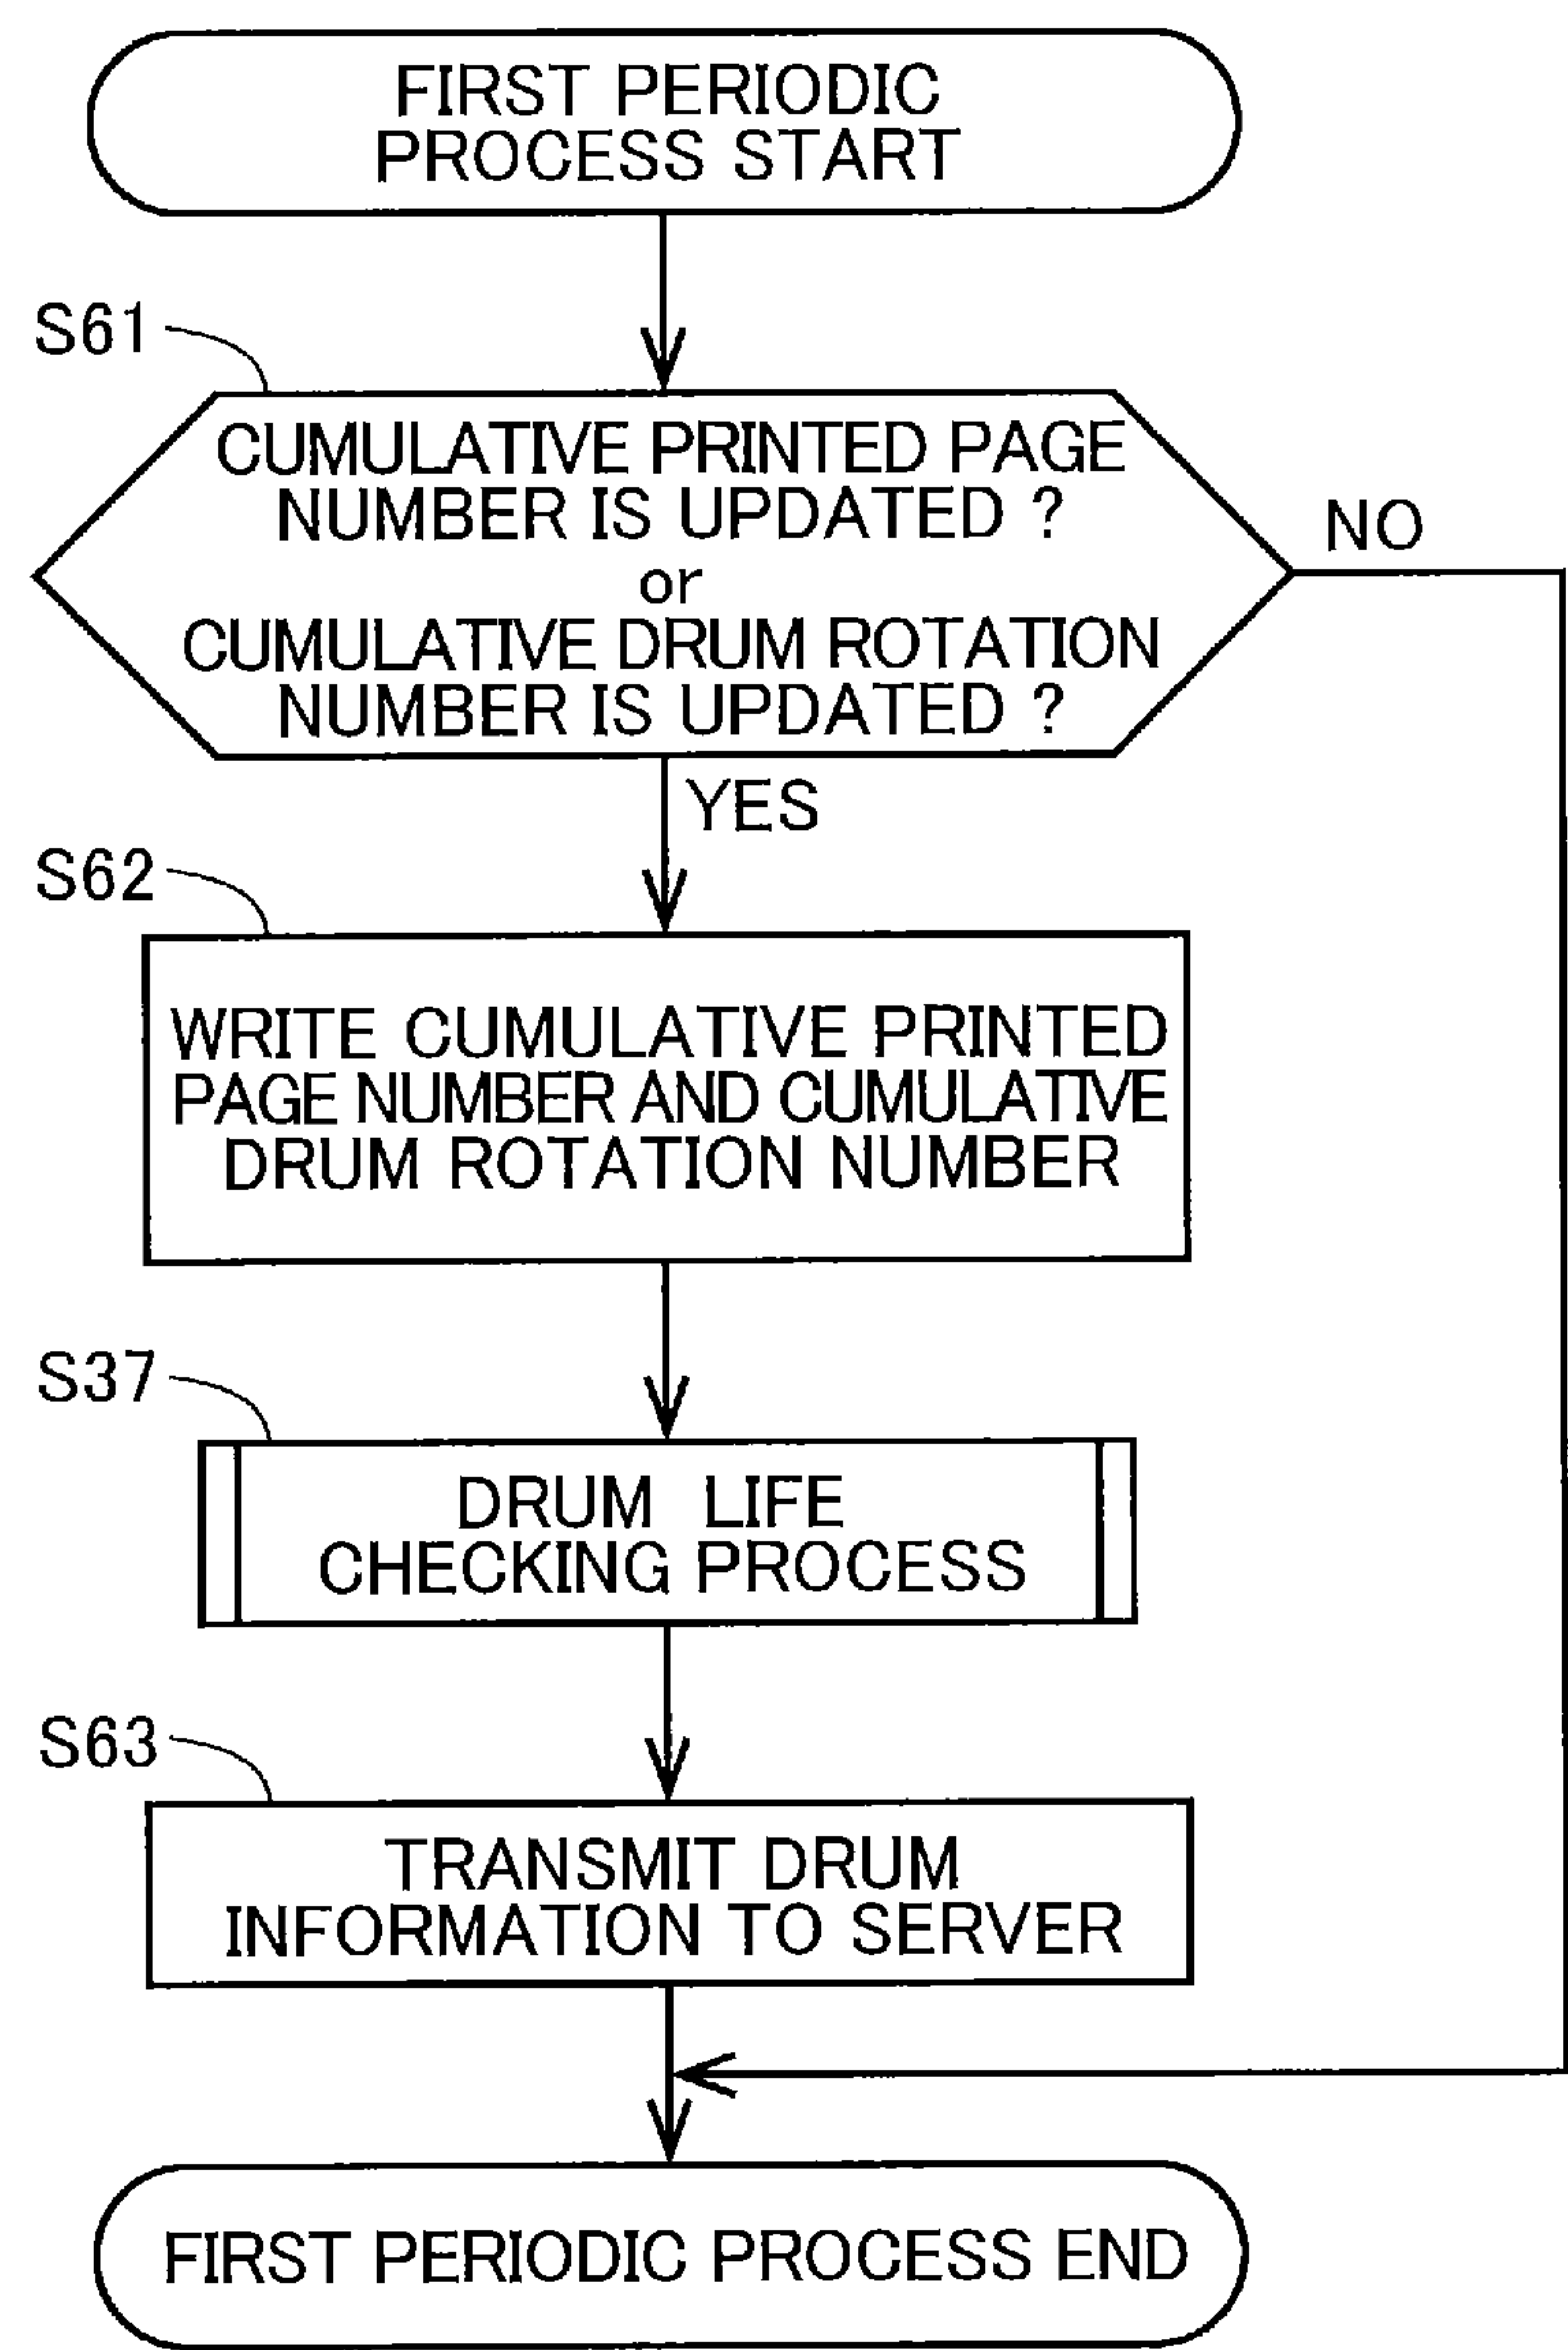 FIRST PERIODIC
PROCESS START
S61
CUMULATIVE PRINTED PAGE
NUMBER IS UPDATED ?
or
CUMULATIVE DRUM ROTATION
NUMBER IS UPDATED ?
NO
YES
S62
WRITE CUMULATIVE PRINTED
PAGE NUMBER AND CUMULATIVE
DRUM ROTATION NUMBER
S37
DRUM LIFE
CHECKING PROCESS
S63
TRANSMIT DRUM
INFORMATION TO SERVER
FIRST PERIODIC PROCESS END